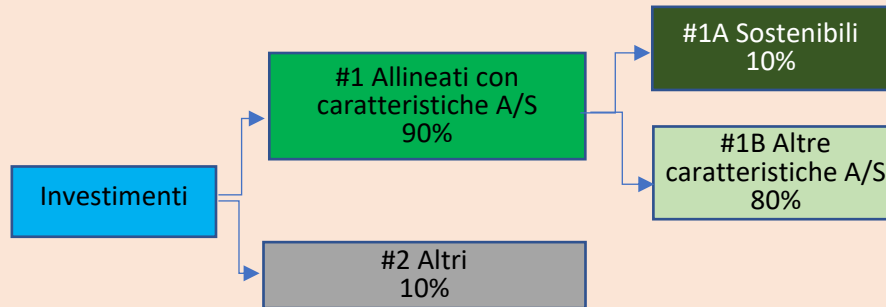 Investimenti
#1 Allineati con
caratteristiche A/S
90%
#2 Altri
10%
#1A Sostenibili
10%
#1B Altre
caratteristiche A/S
80%